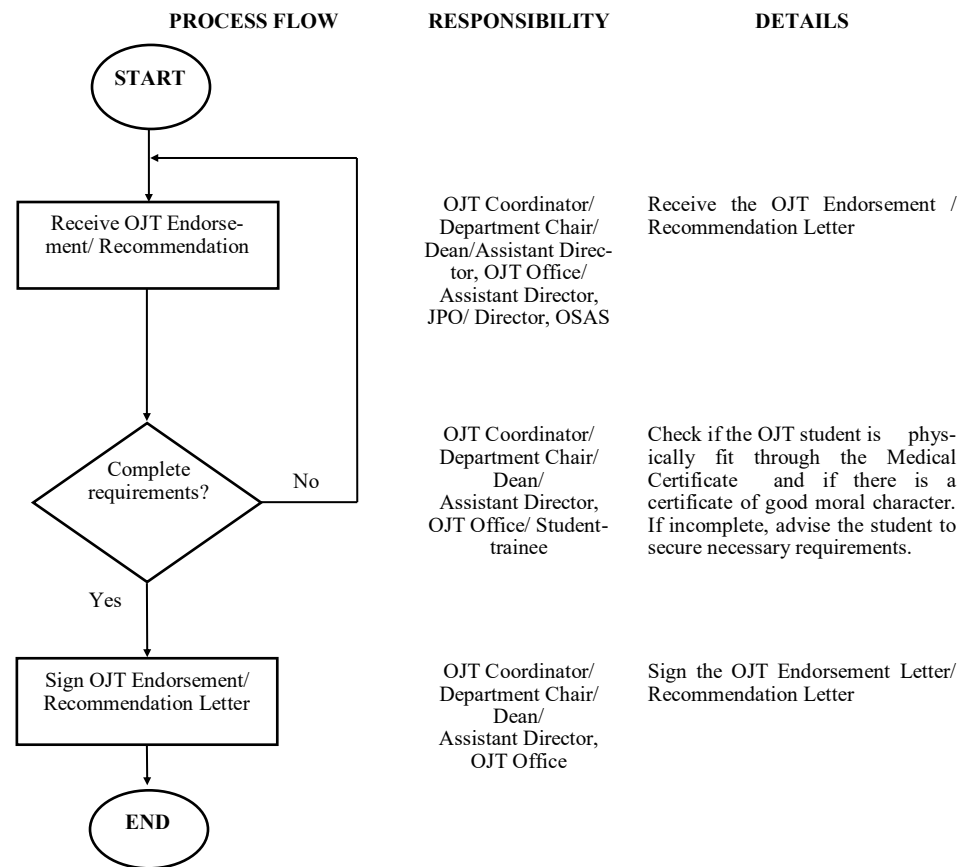 PROCESS FLOW RESPONSIBILITY DETAILS
START
Receive OJT Endorse-
ment/ Recommendation
OJT Coordinator/
Department Chair/
Dean/Assistant Direc-
tor, OJT Office/
Assistant Director,
JPO/ Director, OSAS
Receive the OJT Endorsement /
Recommendation Letter
Complete
requirements?
No
Yes
OJT Coordinator/
Department Chair/
Dean/
Assistant Director,
OJT Office/ Student-
trainee
Check if the OJT student is phys-
ically fit through the Medical
Certificate and if there is a
certificate of good moral character.
If incomplete, advise the student to
secure necessary requirements.
Sign OJT Endorsement/
Recommendation Letter
OJT Coordinator/
Department Chair/
Dean/
Assistant Director,
OJT Office
Sign the OJT Endorsement Letter/
Recommendation Letter
END